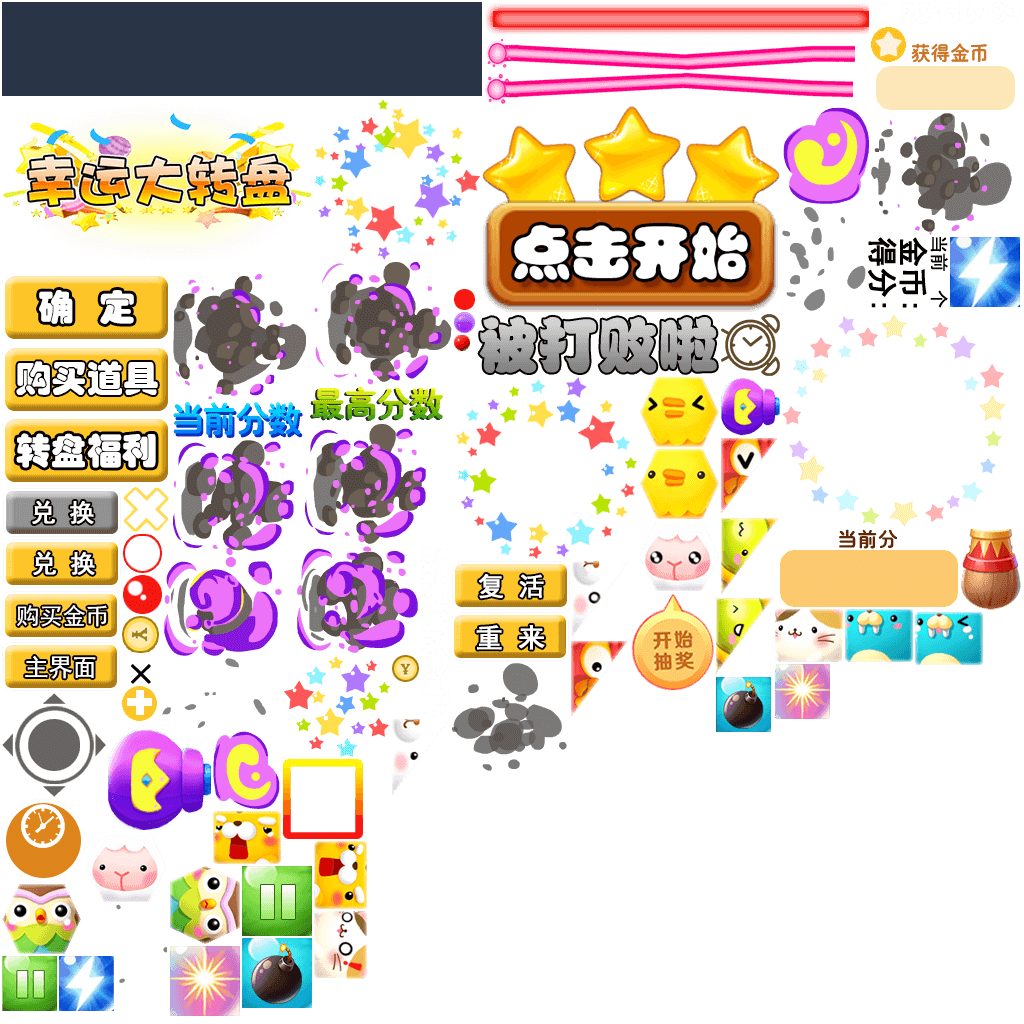 获得金币
幸运大转盘
点击开始
当前
金币
得分：
：
个
确 定
被打败啦
购买道具
当前分数
最高分数
转盘福利
兑 换
当前分
兑 换
复 活
购买金币
重 来
开始
抽奖
主界面
¥
¥